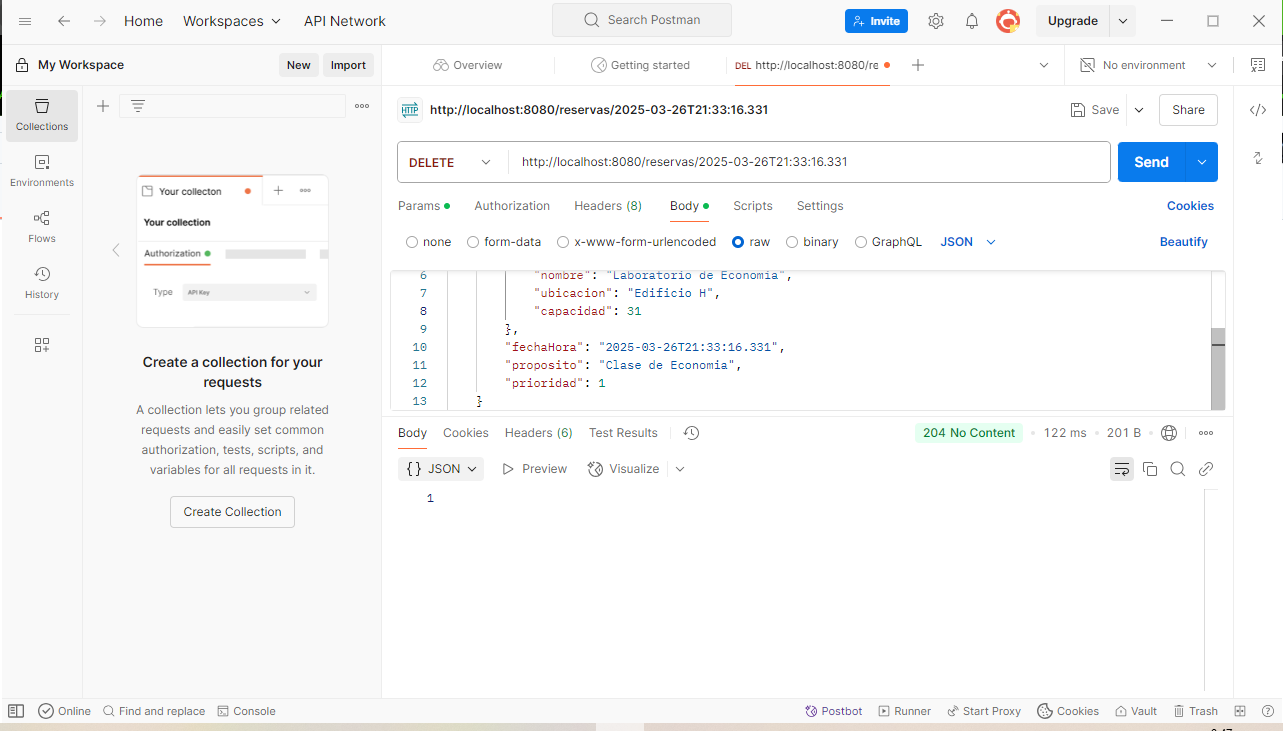 Home Workspaces API Network Search Postman Invite Upgrade
My Workspace New Import Overview Getting started DEL http://localhost:8080/re No environment
Collections
Environments
Flows
History
Your collecton
Your collection
Authorization
Type API Key
Create a collection for your
requests
A collection lets you group related
requests and easily set common
authorization, tests, scripts, and
variables for all requests in it.
Create Collection
HTTP http://localhost:8080/reservas/2025-03-26T21:33:16.331 Save Share
DELETE http://localhost:8080/reservas/2025-03-26T21:33:16.331 Send
Params Authorization Headers (8) Body Scripts Settings Cookies
none form-data x-www-form-urlencoded raw binary GraphQL JSON Beautify
6 "nombre": "Laboratorio de Economia",
7 "ubicacion": "Edificio H",
8 "capacidad": 31
9 },
10 "fechaHora": "2025-03-26T21:33:16.331",
11 "proposito": "Clase de Economia",
12 "prioridad": 1
13 }
Body Cookies Headers (6) Test Results 204 No Content 122 ms 201 B
{} JSON Preview Visualize
1
Online Find and replace Console Postbot Runner Start Proxy Cookies Vault Trash